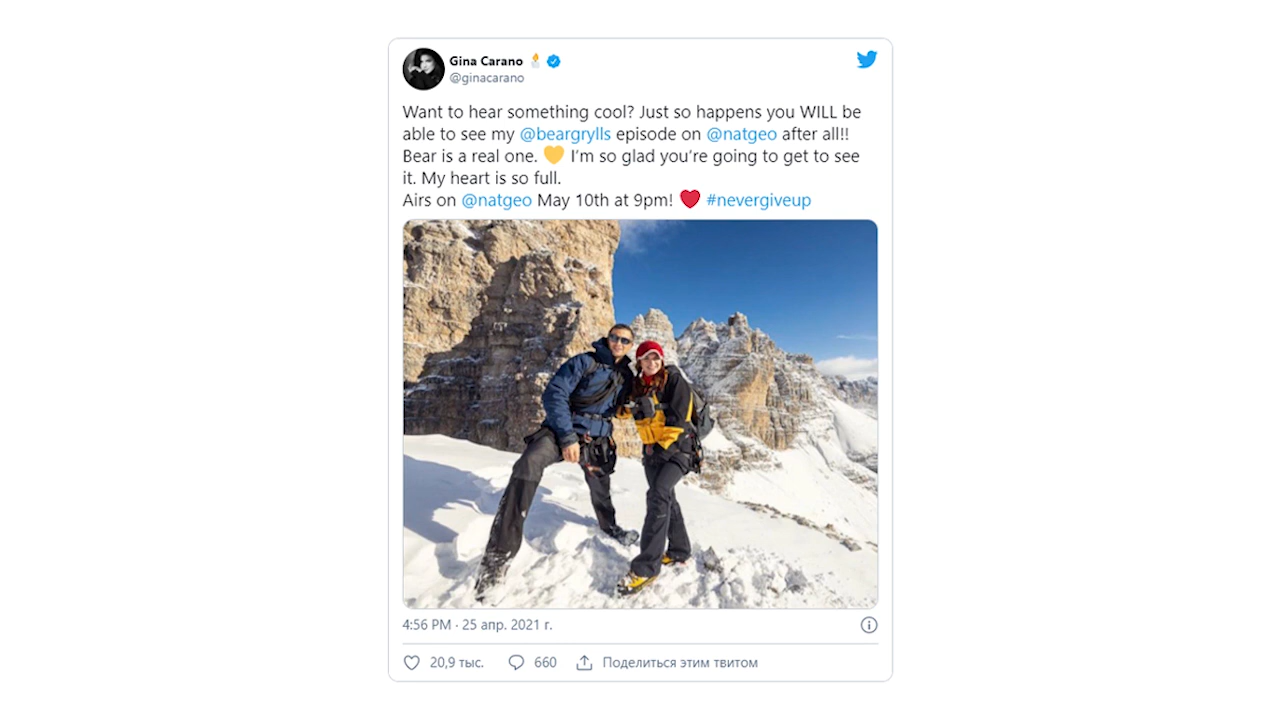 Gina Carano
@ginacarano
Want to hear something cool? Just so happens you WILL be
able to see my @beargrylls episode on @natgeo after all!!
Bear is a real one. 💛 I’m so glad you’re going to get to see
it. My heart is so full.
Airs on @natgeo May 10th at 9pm! ❤️ #nevergiveup
4:56 PM · 25 апр. 2021 г.
20,9 тыс. 660 Поделиться этим твитом